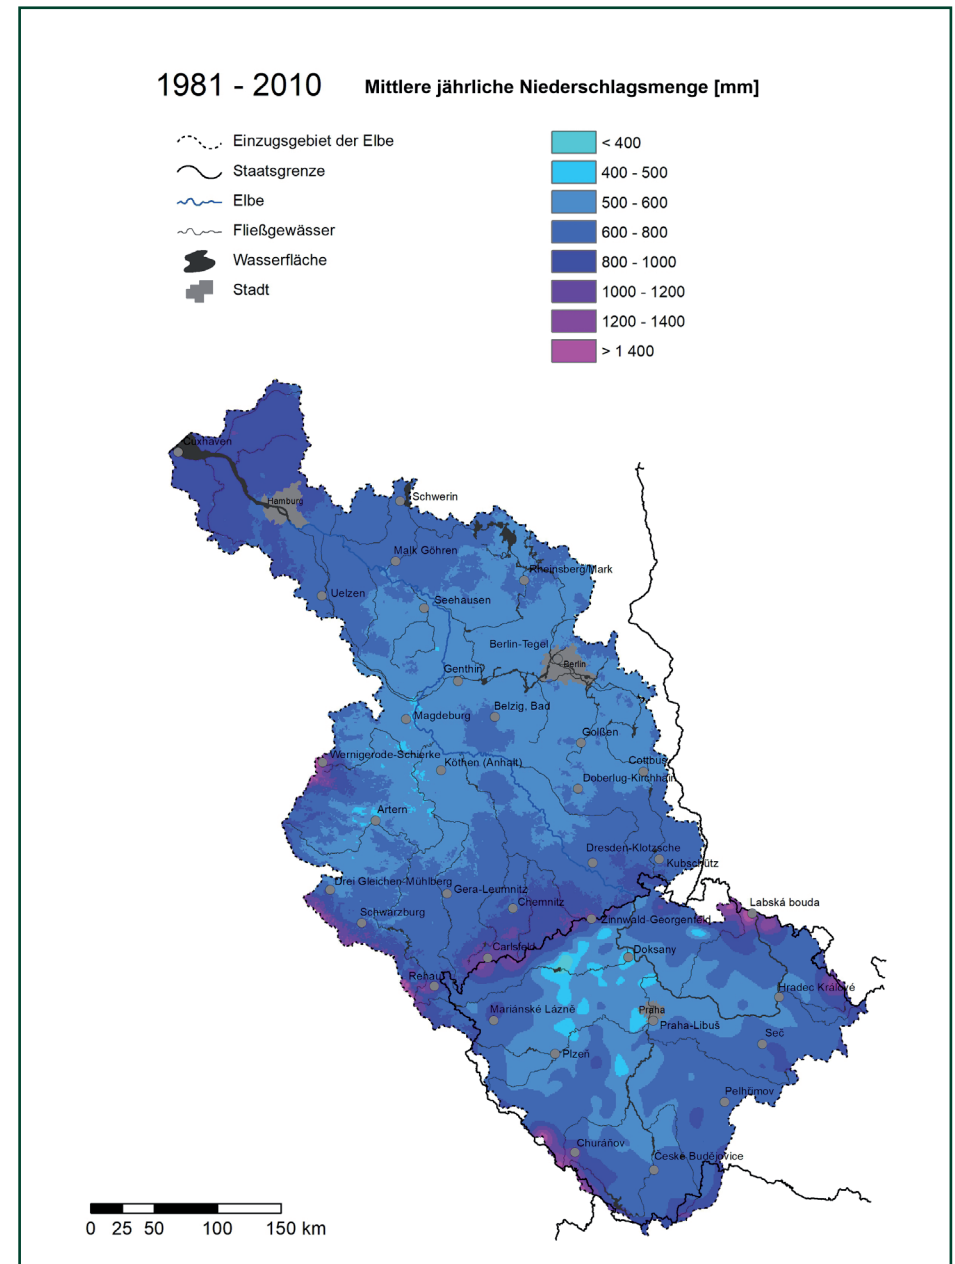 1981 - 2010
Mittlere jährliche Niederschlagsmenge [mm]
Einzugsgebiet der Elbe
Staatsgrenze
Elbe
Fließgewässer
Wasserfläche
Stadt
< 400
400 - 500
500 - 600
600 - 800
800 - 1000
1000 - 1200
1200 - 1400
> 1 400
Cuxhaven
Hamburg
Schwerin
Malk Göhren
Rheinsberg/Mark
Uelzen
Seehausen
Berlin-Tegel
Berlin
Genthin
Belzig, Bad
Magdeburg
Golßen
Wernigerode-Schierke
Köthen (Anhalt)
Cottbus
Doberlug-Kirchhain
Artern
Dresden-Klotzsche
Kubschütz
Drei Gleichen-Mühlberg
Gera-Leumnitz
Chemnitz
Labská bouda
Schwarzburg
Zinnwald-Georgenfeld
Carlsfeld
Doksany
Rehau
Hradec Králové
Mariánské Lázně
Praha
Praha-Libuš
Seč
Plzeň
Pelhřimov
Churáňov
České Budějovice
0 25 50 100 150 km